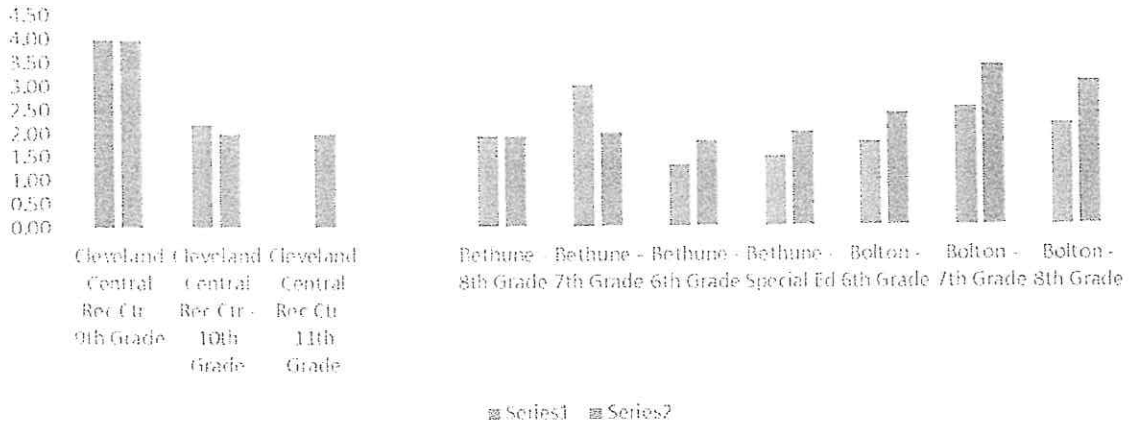 4.50
4.00
3.50
3.00
2.50
2.00
1.50
1.00
0.50
0.00
Cleveland Central Rec Ctr - 9th Grade
Cleveland Central Rec Ctr - 10th Grade
Cleveland Central Rec Ctr - 11th Grade
Bethune - 8th Grade
Bethune - 7th Grade
Bethune - 6th Grade
Bethune - Special Ed
Bolton - 6th Grade
Bolton - 7th Grade
Bolton - 8th Grade
Series1 Series2